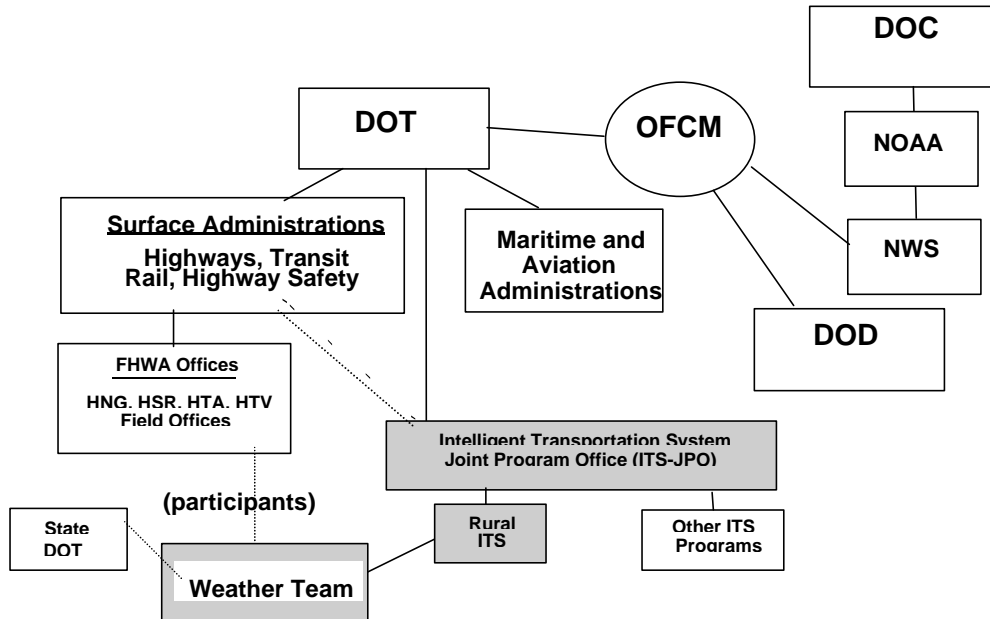 DOC
DOT
OFCM
NOAA
Surface Administrations
Highways, Transit
Rail, Highway Safety
Maritime and
Aviation
Administrations
NWS
DOD
FHWA Offices
HNG, HSR, HTA, HTV
Field Offices
Intelligent Transportation System
Joint Program Office (ITS-JPO)
(participants)
State
DOT
Rural
ITS
Other ITS
Programs
Weather Team